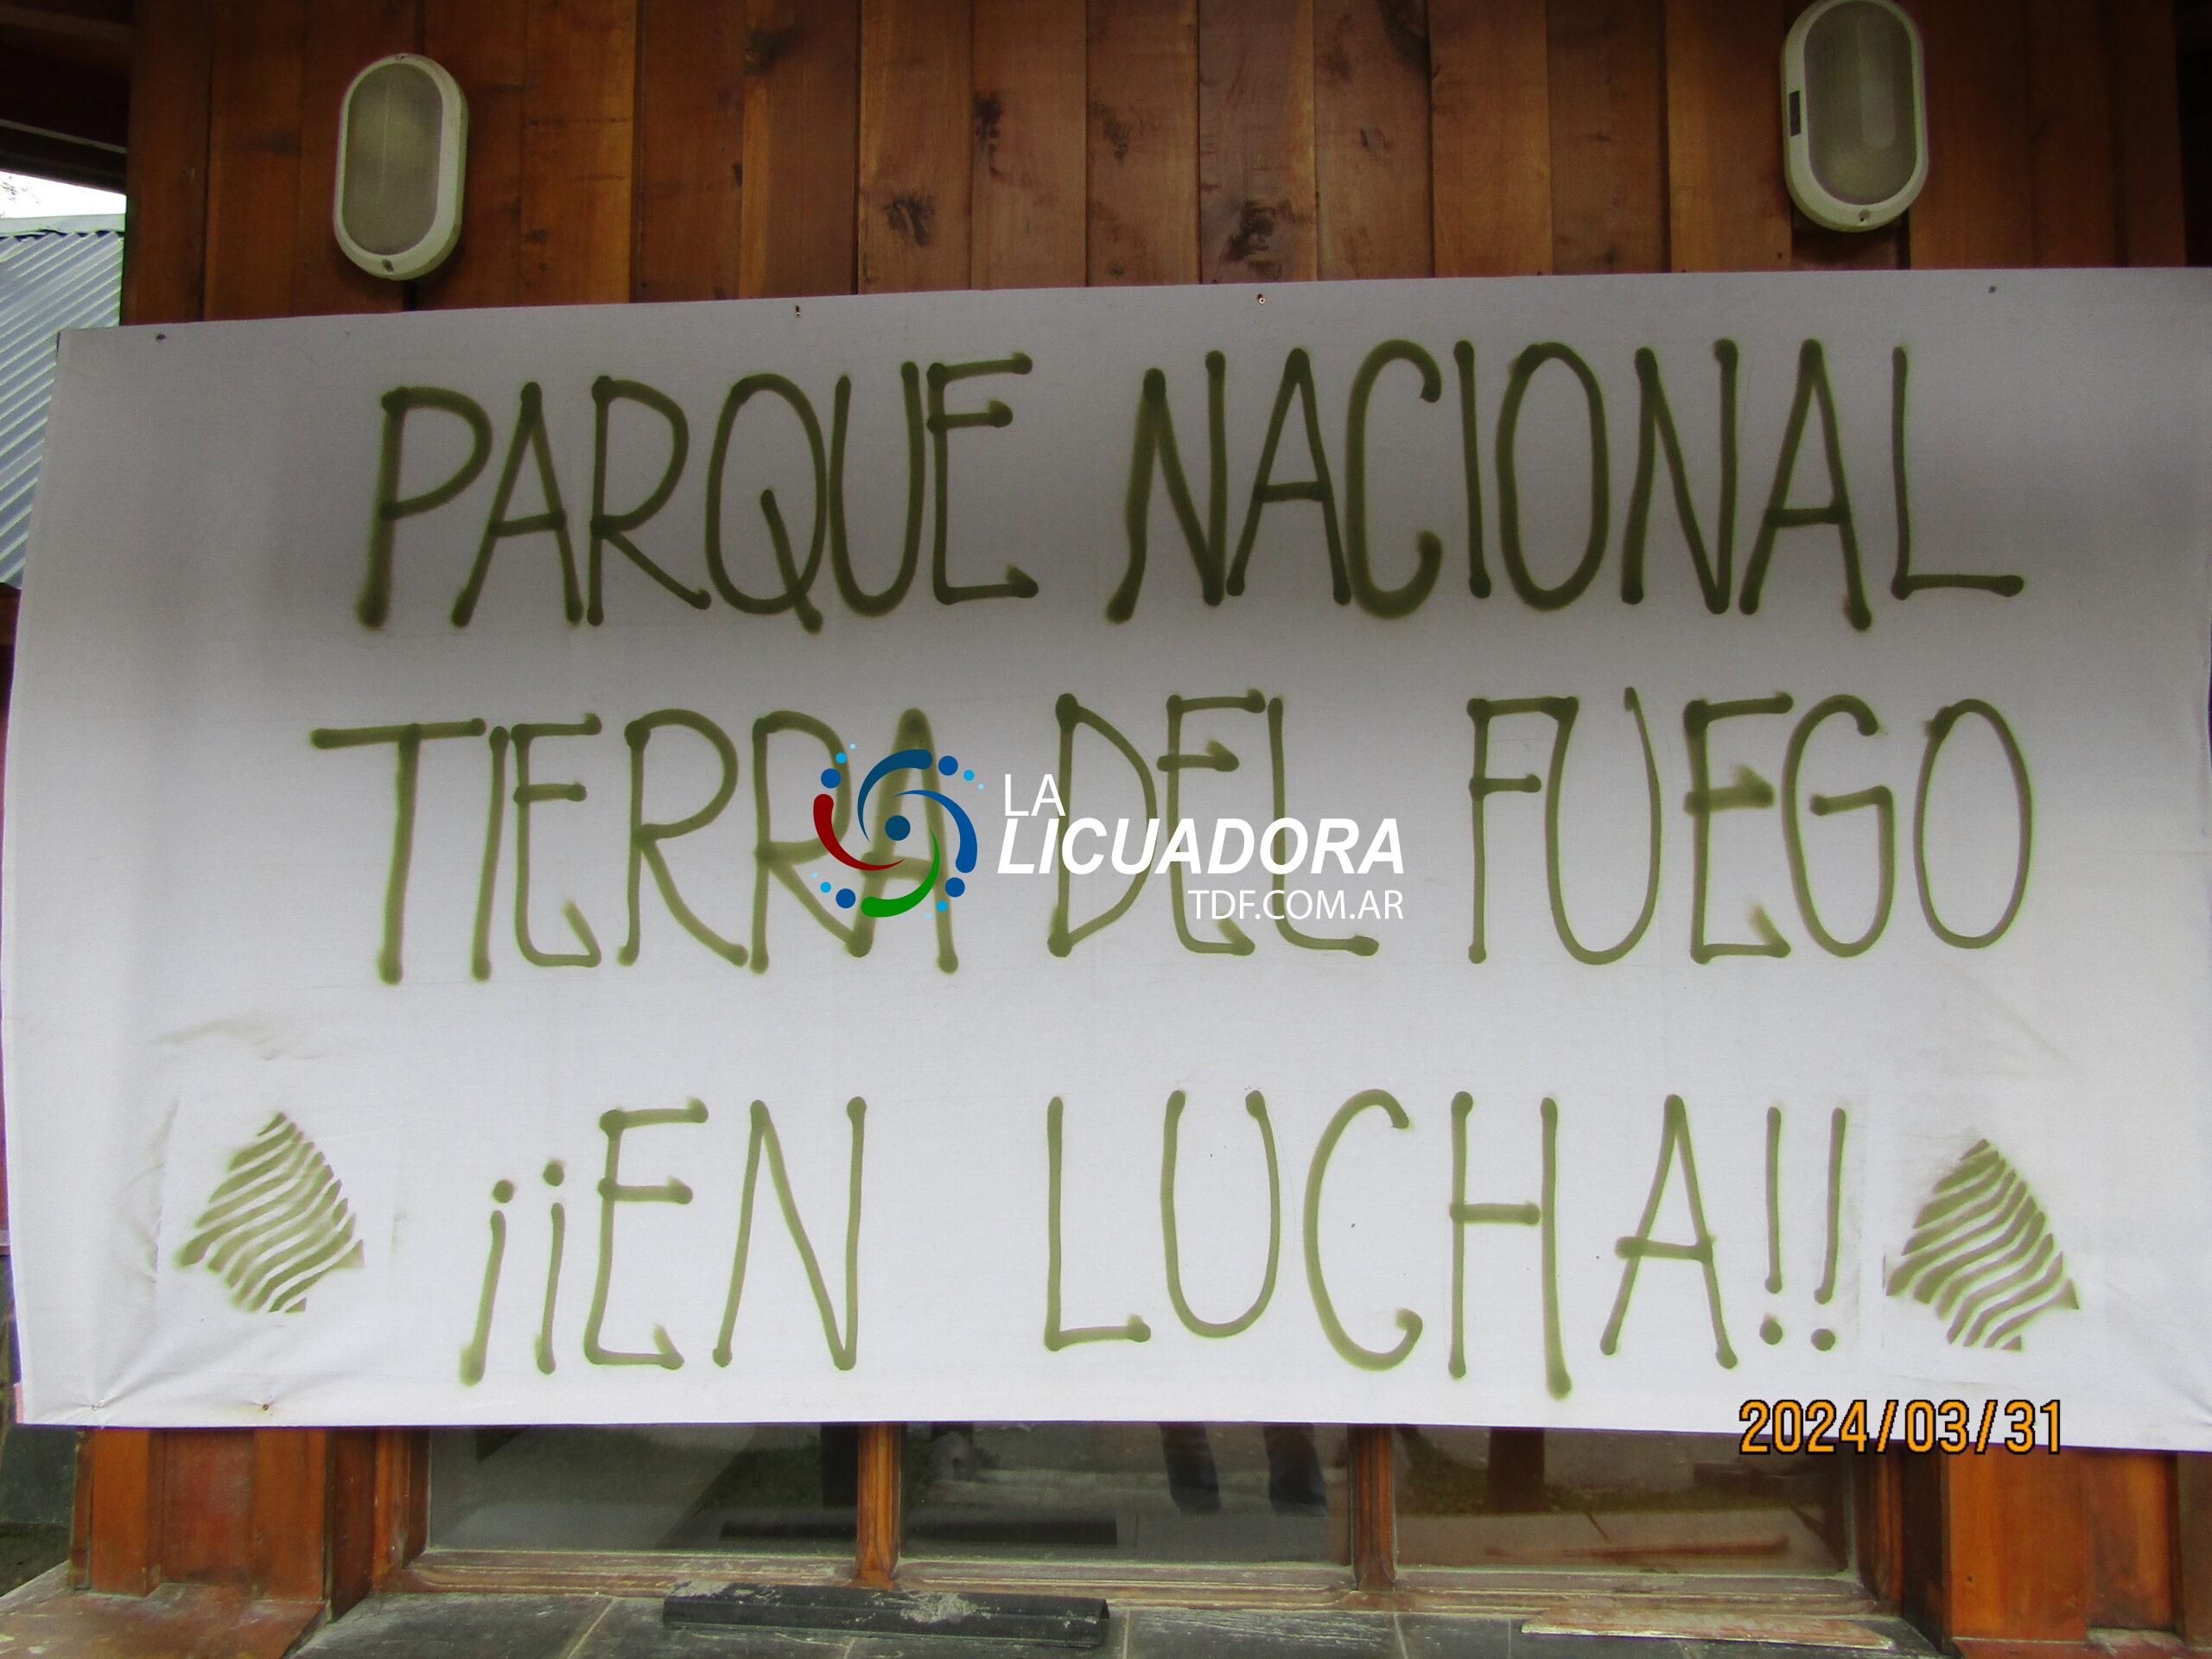 PARQUE NACIONAL
TIERRA DEL FUEGO
LA
LICUADORA
TDF.COM.AR
¡¡EN LUCHA!!
2024/03/31